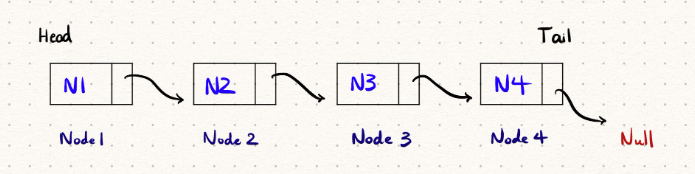 Head Tail
N1 N2 N3 N4
Node 1 Node 2 Node 3 Node 4 Null